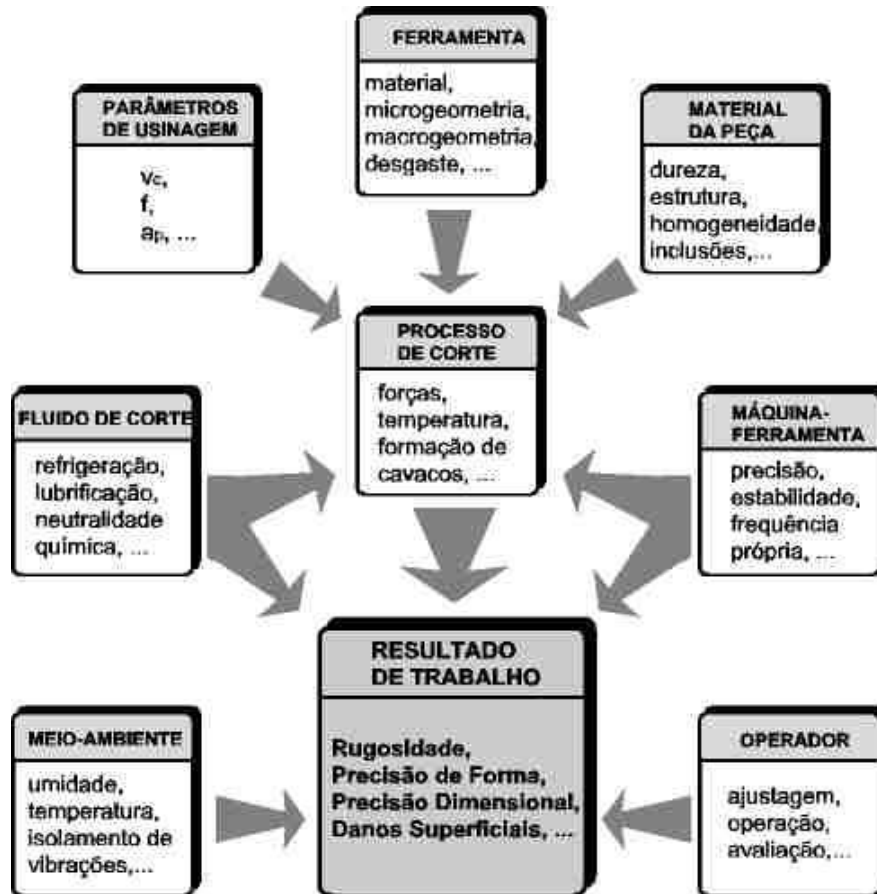 FERRAMENTA
material,
microgeometria,
macrogeometria,
desgaste, ...
PARÂMETROS
DE USINAGEM
vc,
f,
ap, ...
MATERIAL
DA PEÇA
dureza,
estrutura,
homogeneidade,
inclusões,...
PROCESSO
DE CORTE
forças,
temperatura,
formação de
cavacos, ...
FLUIDO DE CORTE
refrigeração,
lubrificação,
neutralidade
química, ...
MÁQUINA-
FERRAMENTA
precisão,
estabilidade,
frequência
própria, ...
RESULTADO
DE TRABALHO
Rugosidade,
Precisão de Forma,
Precisão Dimensional,
Danos Superficiais, ...
MEIO-AMBIENTE
umidade,
temperatura,
isolamento de
vibrações,...
OPERADOR
ajustagem,
operação,
avaliação,...